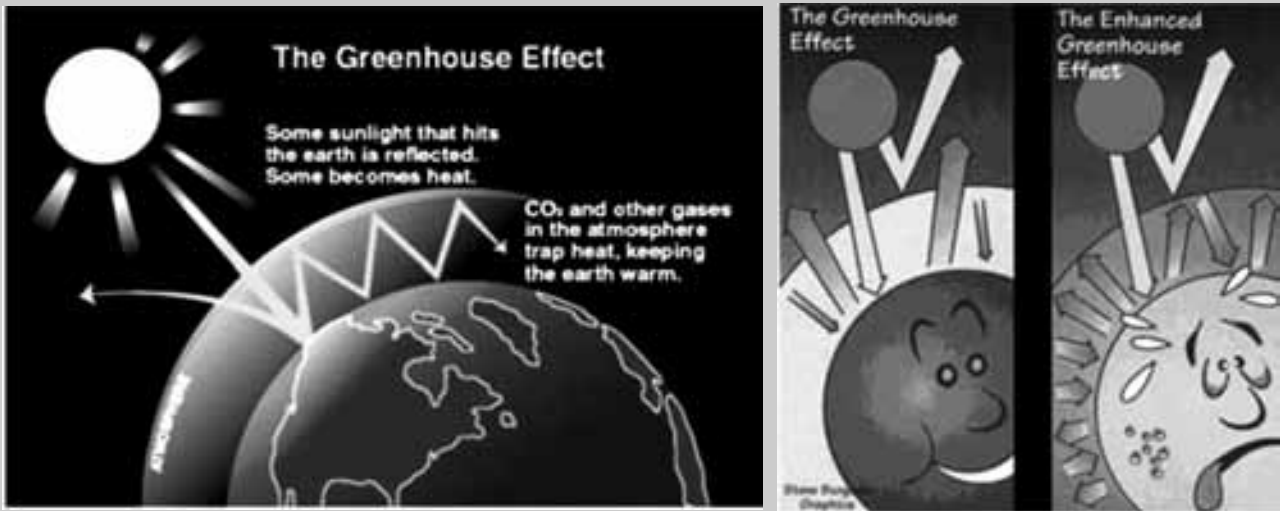 The Greenhouse Effect
Some sunlight that hits
the earth is reflected.
Some becomes heat.
CO₂ and other gases
in the atmosphere
trap heat, keeping
the earth warm.
The Greenhouse
Effect
The Enhanced
Greenhouse
Effect
Graphics